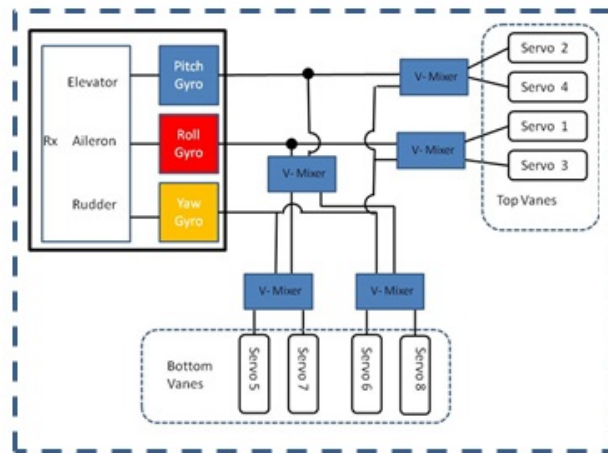 Elevator
Pitch
Gyro
Rx
Aileron
Roll
Gyro
Rudder
Yaw
Gyro
V- Mixer
V- Mixer
V- Mixer
Servo 2
Servo 4
Servo 1
Servo 3
Top Vanes
V- Mixer
V- Mixer
Bottom
Vanes
Servo 5
Servo 7
Servo 6
Servo 8